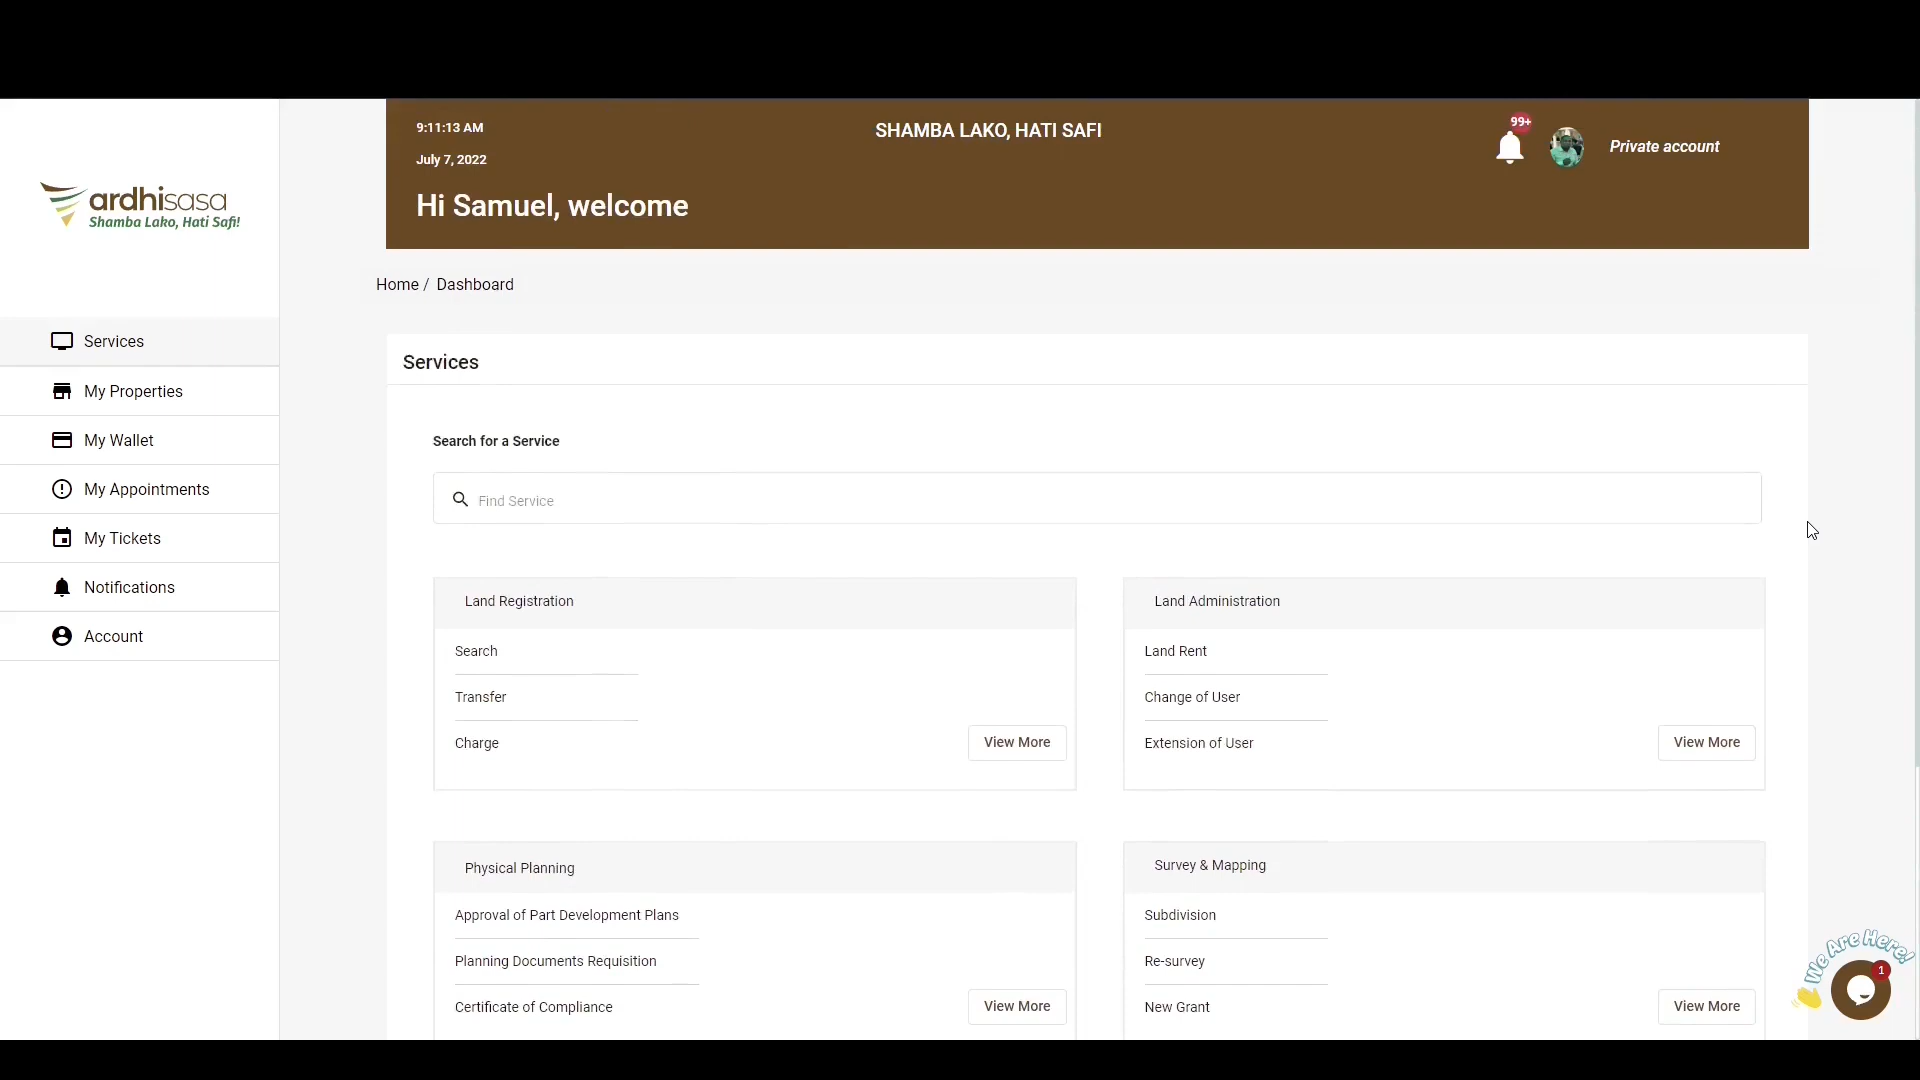 9:11:13 AM
SHAMBA LAKO, HATI SAFI
99+
Private account
July 7, 2022
Hi Samuel, welcome
ardhisasa
Shamba Lako, Hati Safi!
Home / Dashboard
Services
My Properties
My Wallet
My Appointments
My Tickets
Notifications
Account
Services
Search for a Service
Find Service
Land Registration
Search
Transfer
Charge
View More
Land Administration
Land Rent
Change of User
Extension of User
View More
Physical Planning
Approval of Part Development Plans
Planning Documents Requisition
Certificate of Compliance
View More
Survey & Mapping
Subdivision
Re-survey
New Grant
View More
We Are Here!
1